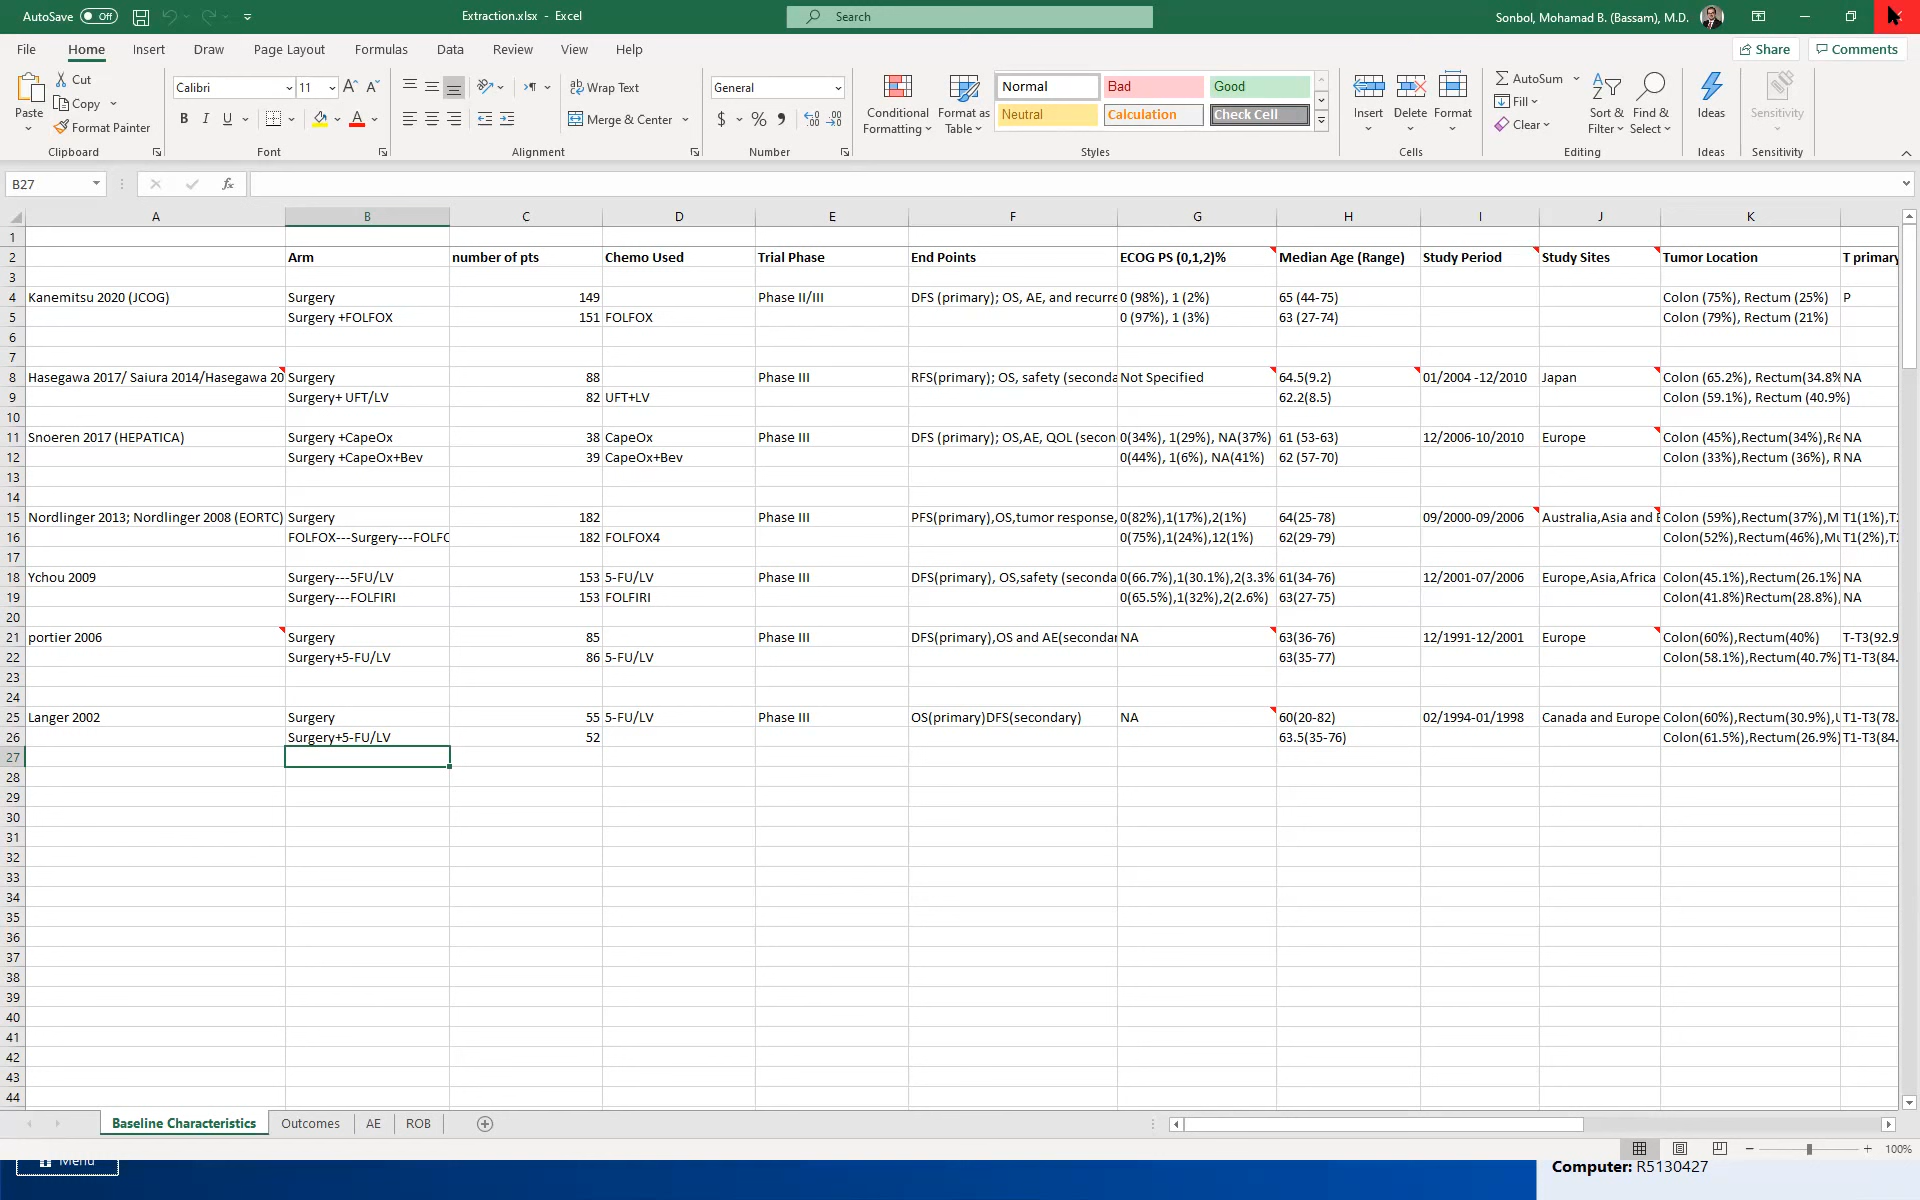 AutoSave Off Extraction.xlsx - Excel Search Sonbol, Mohamad B. (Bassam), M.D.
File Home Insert Draw Page Layout Formulas Data Review View Help Share Comments
Paste Cut Copy Format Painter Clipboard
Calibri 11 B I U A Font
Wrap Text Merge & Center Alignment
General $ % Number
Conditional Formatting Format as Table
Normal Bad Good
Neutral Calculation Check Cell
Styles
Insert Delete Format Cells
AutoSum Fill Clear Sort & Filter Find & Select Editing
Ideas Ideas
Sensitivity Sensitivity
B27 fx
A B C D E F G H I J K
1
2 Arm number of pts Chemo Used Trial Phase End Points ECOG PS (0,1,2)% Median Age (Range) Study Period Study Sites Tumor Location T primary
3
4 Kanemitsu 2020 (JCOG) Surgery 149 Phase II/III DFS (primary); OS, AE, and recurre 0 (98%), 1 (2%) 65 (44-75) Colon (75%), Rectum (25%) P
5 Surgery +FOLFOX 151 FOLFOX 0 (97%), 1 (3%) 63 (27-74) Colon (79%), Rectum (21%)
6
7
8 Hasegawa 2017/ Saiura 2014/Hasegawa 20 Surgery 88 Phase III RFS(primary); OS, safety (seconda Not Specified 64.5(9.2) 01/2004 -12/2010 Japan Colon (65.2%), Rectum(34.8% NA
9 Surgery+ UFT/LV 82 UFT+LV 62.2(8.5) Colon (59.1%), Rectum (40.9%)
10
11 Snoeren 2017 (HEPATICA) Surgery +CapeOx 38 CapeOx Phase III DFS (primary); OS,AE, QOL (secon 0(34%), 1(29%), NA(37%) 61 (53-63) 12/2006-10/2010 Europe Colon (45%),Rectum(34%),Re NA
12 Surgery +CapeOx+Bev 39 CapeOx+Bev 0(44%), 1(6%), NA(41%) 62 (57-70) Colon (33%),Rectum (36%), R NA
13
14
15 Nordlinger 2013; Nordlinger 2008 (EORTC) Surgery 182 Phase III PFS(primary),OS,tumor response, 0(82%),1(17%),2(1%) 64(25-78) 09/2000-09/2006 Australia,Asia and E Colon (59%),Rectum(37%),M T1(1%),T2
16 FOLFOX---Surgery---FOLFO 182 FOLFOX4 0(75%),1(24%),12(1%) 62(29-79) Colon(52%),Rectum(46%),Mu T1(2%),T2
17
18 Ychou 2009 Surgery---5FU/LV 153 5-FU/LV Phase III DFS(primary), OS,safety (seconda 0(66.7%),1(30.1%),2(3.3% 61(34-76) 12/2001-07/2006 Europe,Asia,Africa Colon(45.1%),Rectum(26.1%) NA
19 Surgery---FOLFIRI 153 FOLFIRI 0(65.5%),1(32%),2(2.6%) 63(27-75) Colon(41.8%)Rectum(28.8%), NA
20
21 portier 2006 Surgery 85 Phase III DFS(primary),OS and AE(secondar NA 63(36-76) 12/1991-12/2001 Europe Colon(60%),Rectum(40%) T-T3(92.9
22 Surgery+5-FU/LV 86 5-FU/LV 63(35-77) Colon(58.1%),Rectum(40.7%) T1-T3(84.
23
24
25 Langer 2002 Surgery 55 5-FU/LV Phase III OS(primary)DFS(secondary) NA 60(20-82) 02/1994-01/1998 Canada and Europe Colon(60%),Rectum(30.9%),U T1-T3(78.
26 Surgery+5-FU/LV 52 63.5(35-76) Colon(61.5%),Rectum(26.9%) T1-T3(84.
27
28
29
30
31
32
33
34
35
36
37
38
39
40
41
42
43
44
Baseline Characteristics Outcomes AE ROB
100%
Menu
Computer: R5130427